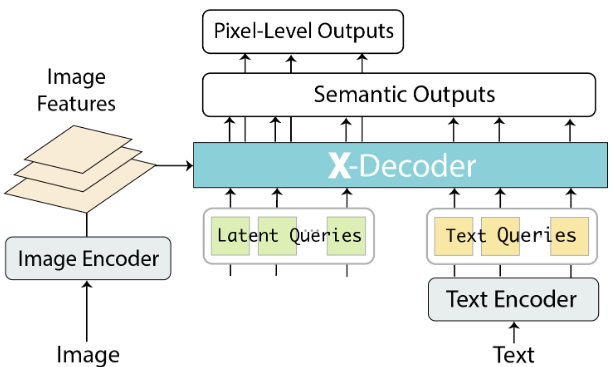 Pixel-Level Outputs
Image
Features
Semantic Outputs
X-Decoder
Latent Queries
Text Queries
Image Encoder
Text Encoder
Image
Text